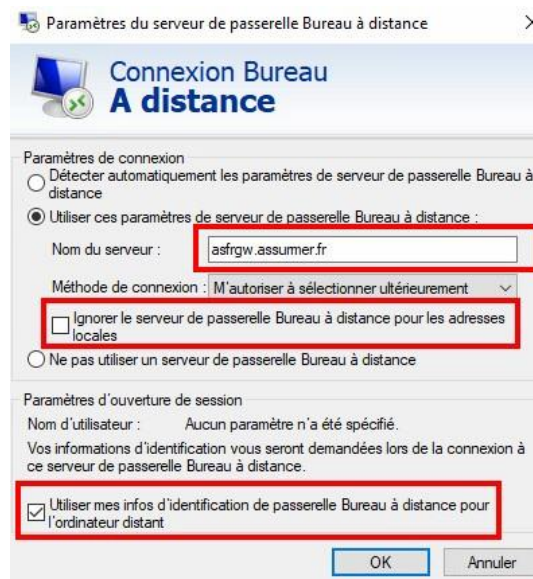 Paramètres du serveur de passerelle Bureau à distance
Connexion Bureau
A distance
Paramètres de connexion
Détecter automatiquement les paramètres de serveur de passerelle Bureau à
distance
Utiliser ces paramètres de serveur de passerelle Bureau à distance :
Nom du serveur : asfrgw.assurmer.fr
Méthode de connexion : M'autoriser à sélectionner ultérieurement
Ignorer le serveur de passerelle Bureau à distance pour les adresses
locales
Ne pas utiliser un serveur de passerelle Bureau à distance
Paramètres d'ouverture de session
Nom d'utilisateur : Aucun paramètre n'a été spécifié.
Vos informations d'identification vous seront demandées lors de la connexion à
ce serveur de passerelle Bureau à distance.
Utiliser mes infos d'identification de passerelle Bureau à distance pour
l'ordinateur distant
OK Annuler